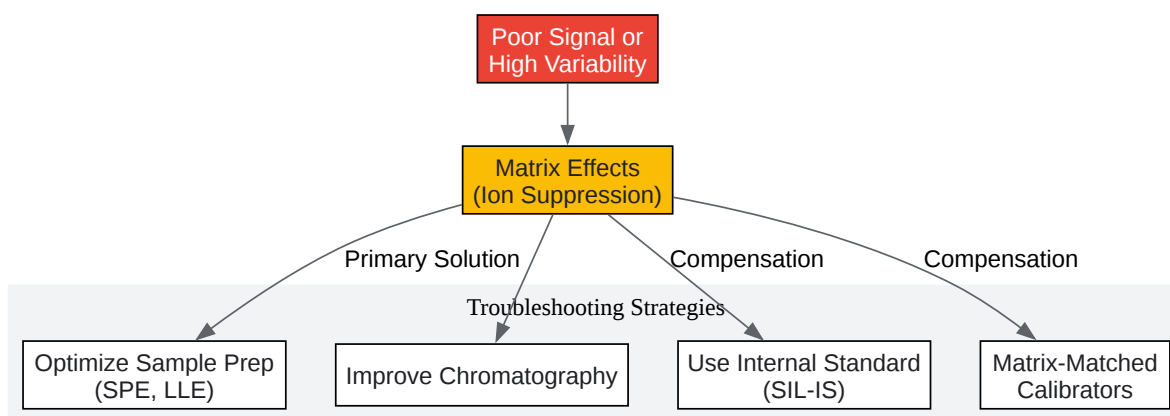 Poor Signal or
High Variability
Matrix Effects
(Ion Suppression)
Primary Solution
Compensation
Compensation
Troubleshooting Strategies
Optimize Sample Prep
(SPE, LLE)
Improve Chromatography
Use Internal Standard
(SIL-IS)
Matrix-Matched
Calibrators